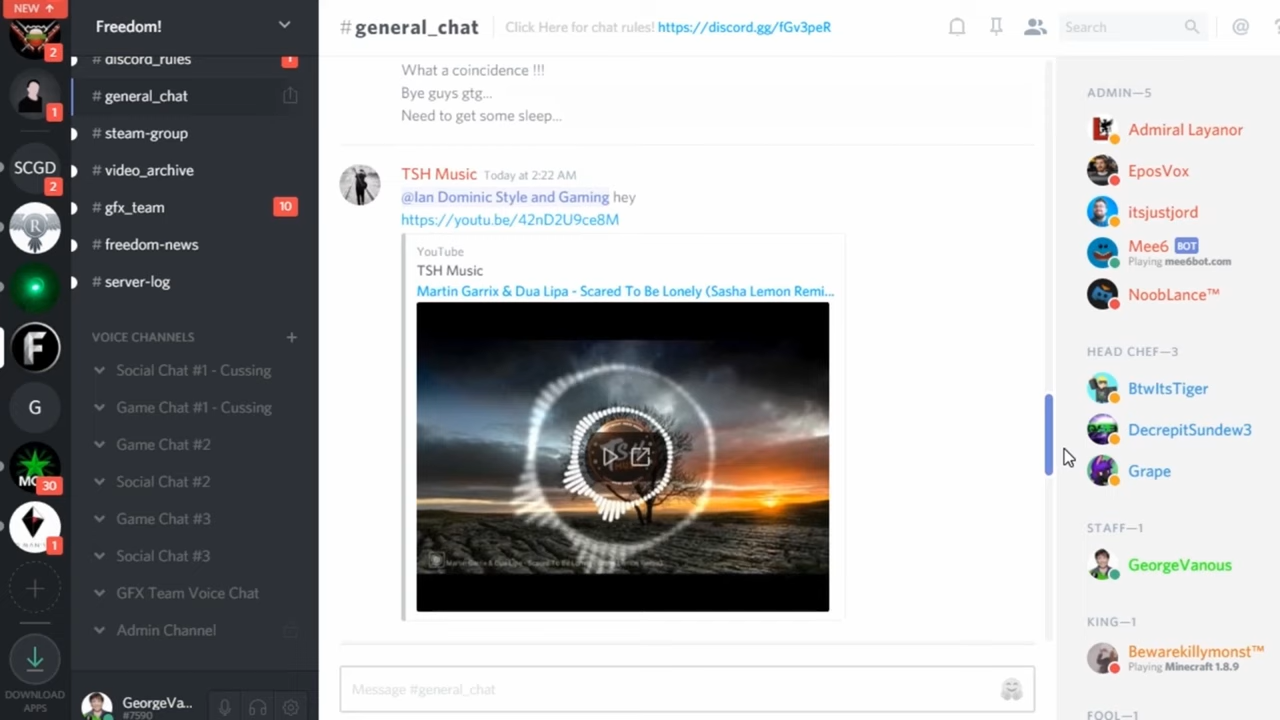 NEW ↑
2
1
SCGD
2
R
F
G
30
1
DOWNLOAD
APPS
Freedom!
# discord_rules
1
# general_chat
# steam-group
# video_archive
# gfx_team
10
# freedom-news
# server-log
VOICE CHANNELS
Social Chat #1 - Cussing
Game Chat #1 - Cussing
Game Chat #2
Social Chat #2
Game Chat #3
Social Chat #3
GFX Team Voice Chat
Admin Channel
GeorgeVa...
#7590
#general_chat
Click Here for chat rules! https://discord.gg/fGv3peR
Search
@
?
What a coincidence !!!
Bye guys gtg...
Need to get some sleep...
TSH Music Today at 2:22 AM
@Ian Dominic Style and Gaming hey
https://youtu.be/42nD2U9ce8M
YouTube
TSH Music
Martin Garrix & Dua Lipa - Scared To Be Lonely (Sasha Lemon Remi...
Message #general_chat
ADMIN—5
Admiral Layanor
EposVox
itsjustjord
Mee6 BOT
Playing mee6bot.com
NoobLance™
HEAD CHEF—3
BtwItsTiger
DecrepitSundew3
Grape
STAFF—1
GeorgeVanous
KING—1
Bewarekillymonst™
Playing Minecraft 1.8.9
FOOL—1